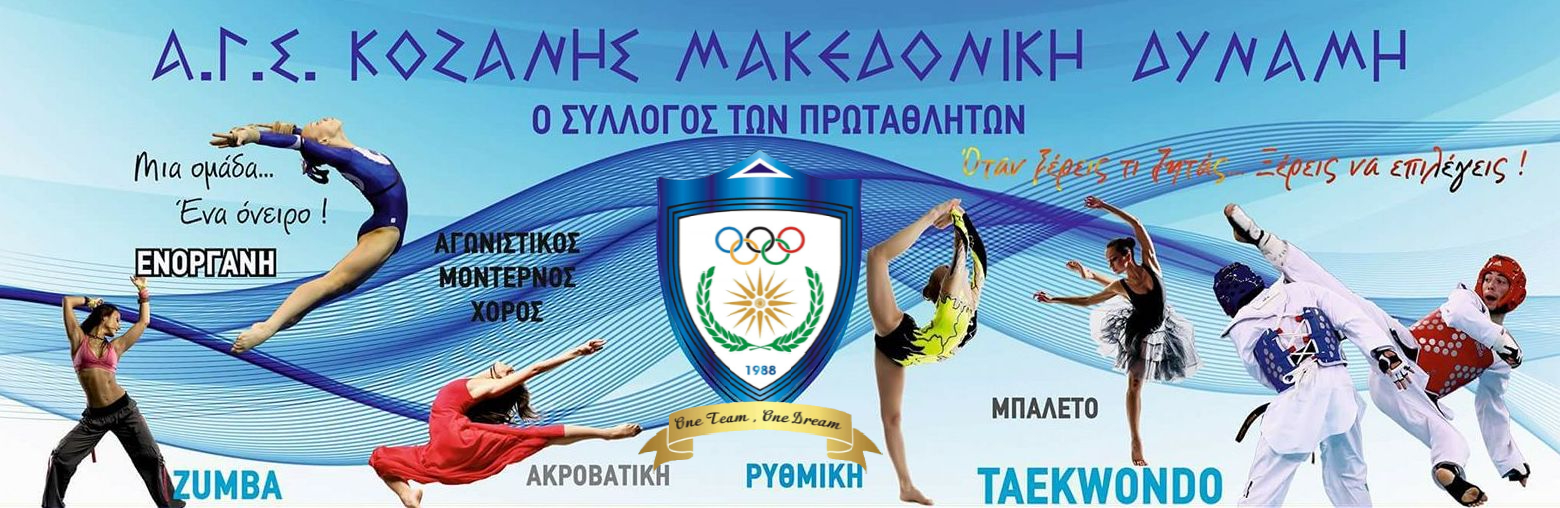 Α.Γ.Σ. ΚΟΖΑΝΗΣ ΜΑΚΕΔΟΝΙΚΗ ΔΥΝΑΜΗ
Ο ΣΥΛΛΟΓΟΣ ΤΩΝ ΠΡΩΤΑΘΛΗΤΩΝ
Μια ομάδα...
Ένα όνειρο !
Όταν ξέρεις τι ζητάς... Ξέρεις να επιλέγεις !
ΕΝΟΡΓΑΝΗ
ΑΓΩΝΙΣΤΙΚΟΣ
ΜΟΝΤΕΡΝΟΣ
ΧΟΡΟΣ
1988
One Team , One Dream
ΜΠΑΛΕΤΟ
ZUMBA
ΑΚΡΟΒΑΤΙΚΗ
ΡΥΘΜΙΚΗ
TAEKWONDO